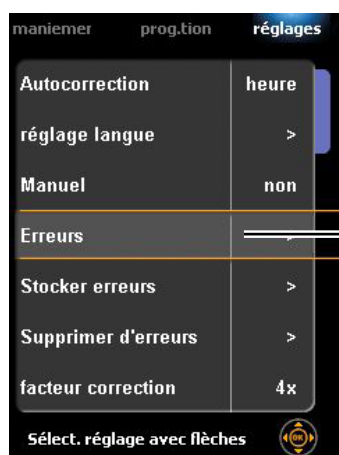 maniemer prog.tion réglages
Autocorrection heure
réglage langue >
Manuel non
Erreurs >
Stocker erreurs >
Supprimer d'erreurs >
facteur correction 4x
Sélect. réglage avec flèches OK